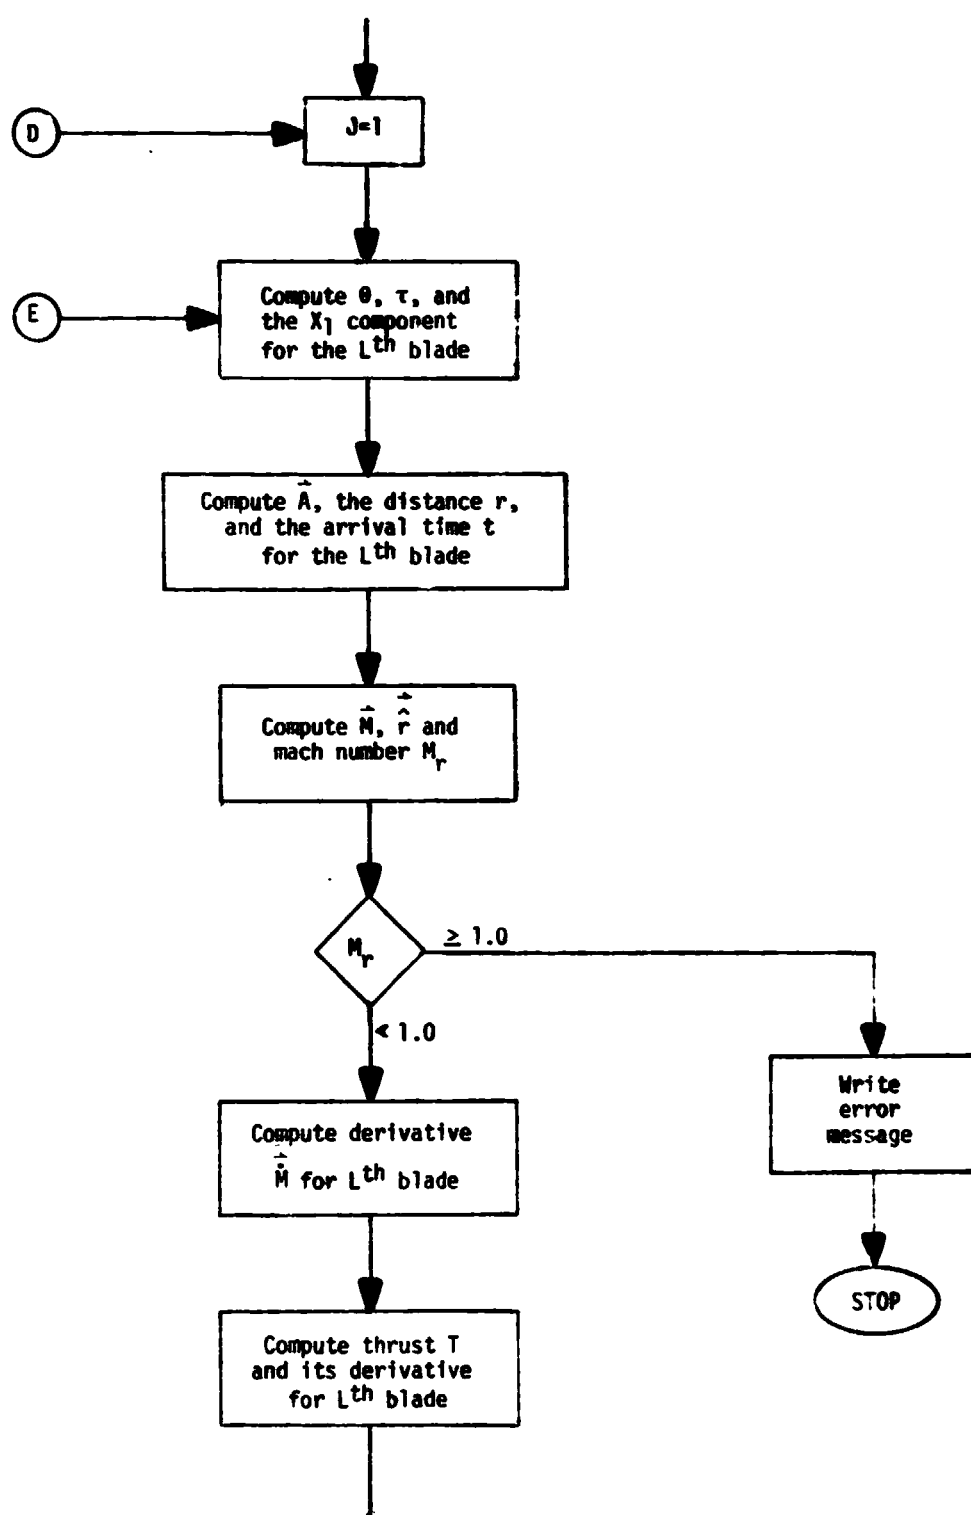 J=1
D
Compute θ, τ, and
the X1 component
for the Lth blade
E
Compute A⃗, the distance r,
and the arrival time t
for the Lth blade
Compute M⃗, r̂⃗ and
mach number Mr
Mr
≥ 1.0
< 1.0
Write
error
message
Compute derivative
Ṁ⃗ for Lth blade
STOP
Compute thrust T
and its derivative
for Lth blade